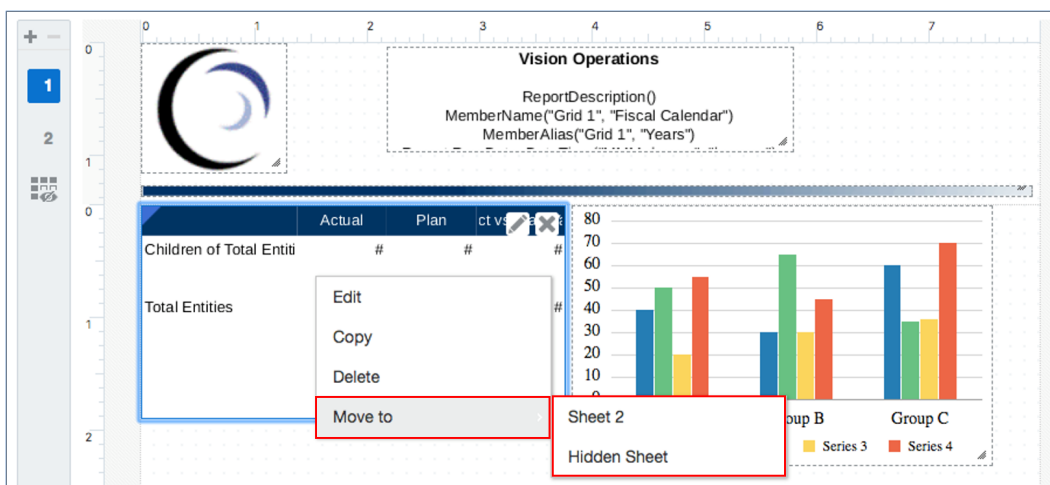 0 1 2 3 4 5 6 7
1
2
0
1
0
1
2
Vision Operations
ReportDescription()
MemberName("Grid 1", "Fiscal Calendar")
MemberAlias("Grid 1", "Years")
Actual Plan ct vs
Children of Total Entiti # # #
Total Entities #
Edit
Copy
Delete
Move to
Sheet 2
Hidden Sheet
80
70
60
50
40
30
20
10
0
oup B Group C
Series 3 Series 4